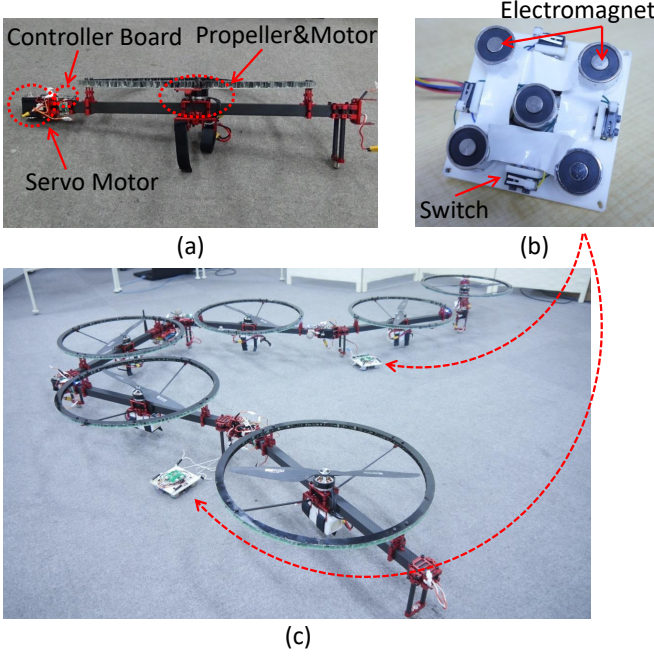 Controller Board
Propeller&Motor
Servo Motor
(a)
Electromagnet
Switch
(b)
(c)